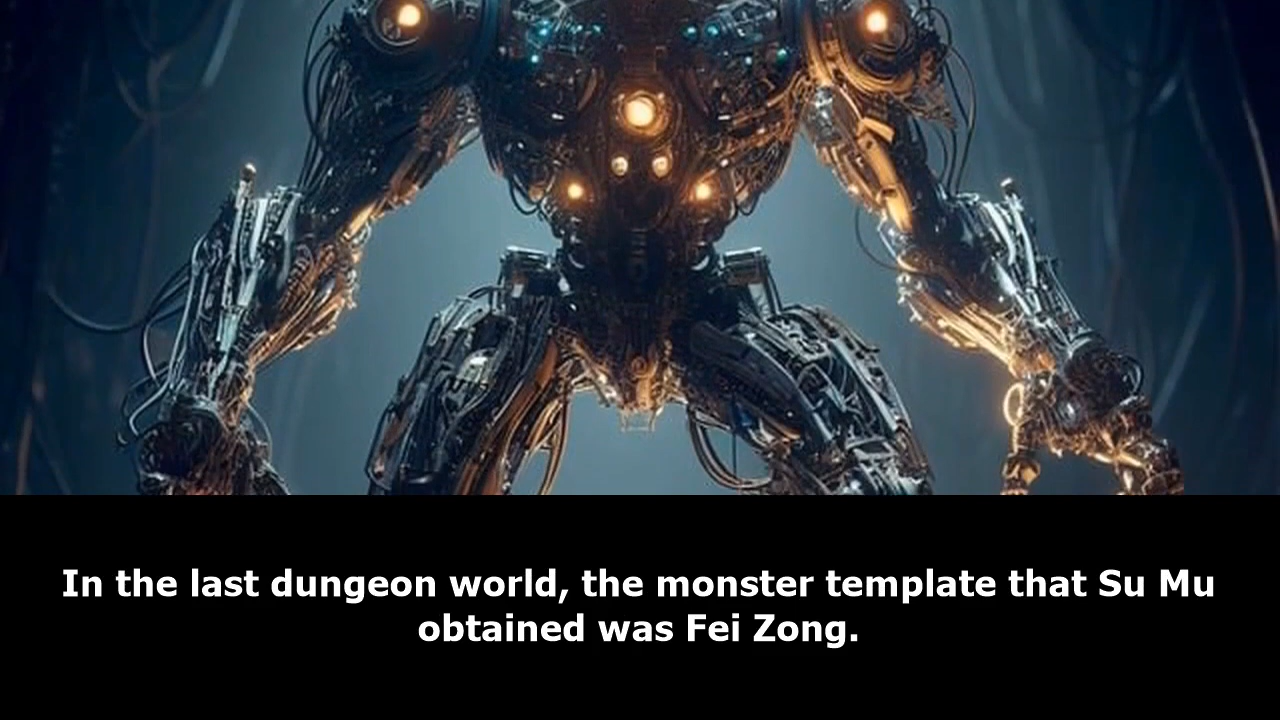 In the last dungeon world, the monster template that Su Mu
obtained was Fei Zong.